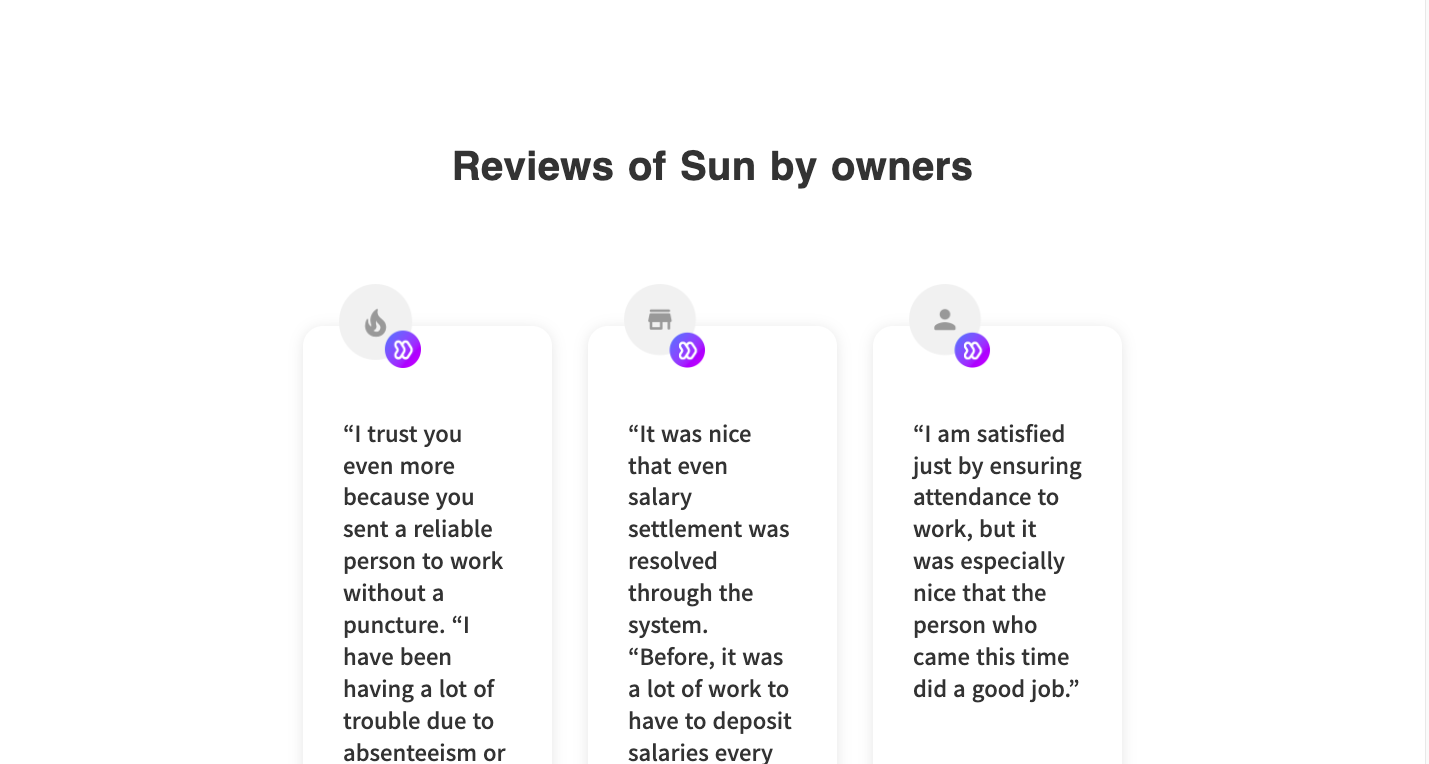 Reviews of Sun by owners
“I trust you
even more
because you
sent a reliable
person to work
without a
puncture. “I
have been
having a lot of
trouble due to
absenteeism or
“It was nice
that even
salary
settlement was
resolved
through the
system.
“Before, it was
a lot of work to
have to deposit
salaries every
“I am satisfied
just by ensuring
attendance to
work, but it
was especially
nice that the
person who
came this time
did a good job.”